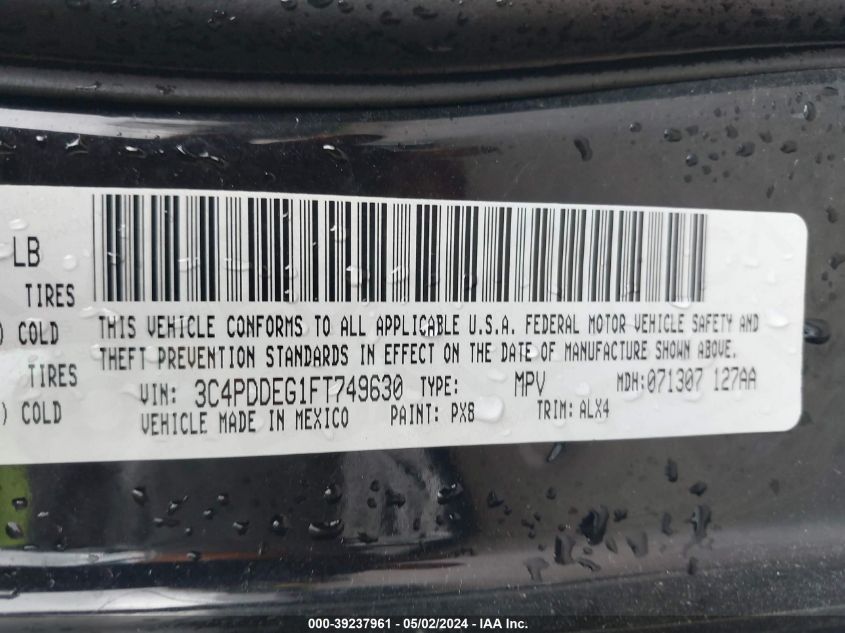 LB
TIRES
) COLD
TIRES
) COLD
THIS VEHICLE CONFORMS TO ALL APPLICABLE U.S.A. FEDERAL MOTOR VEHICLE SAFETY AND
THEFT PREVENTION STANDARDS IN EFFECT ON THE DATE OF MANUFACTURE SHOWN ABOVE.
VIN: 3C4PDDEG1FT749630 TYPE: MPV MDH:071307 127AA
VEHICLE MADE IN MEXICO PAINT: PX8 TRIM: ALX4
000-39237961 — 05/02/2024 — IAA Inc.